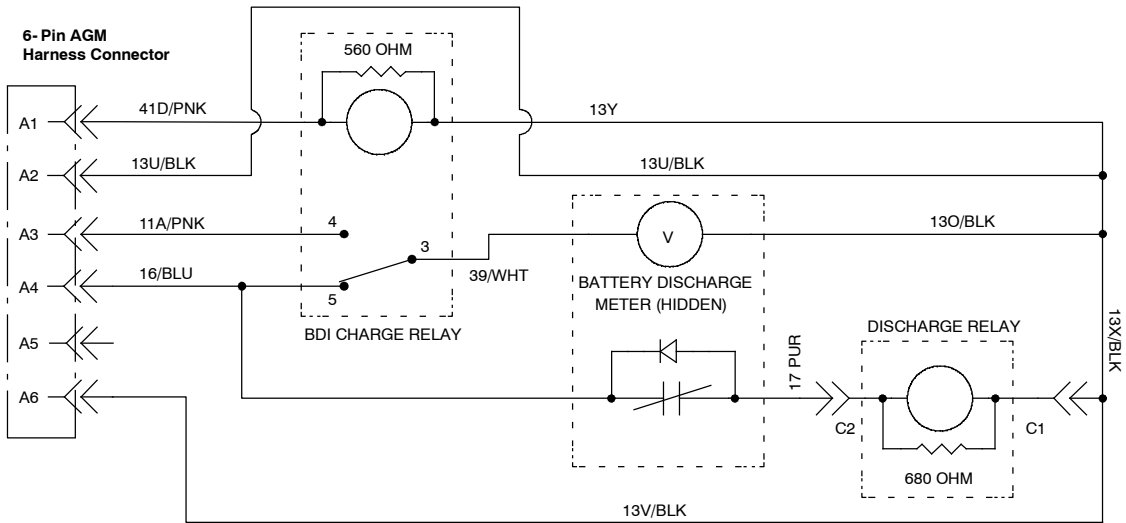 6- Pin AGM
Harness Connector
560 OHM
A1
41D/PNK
13Y
A2
13U/BLK
13U/BLK
A3
11A/PNK
4
V
13O/BLK
3
A4
16/BLU
39/WHT
5
BATTERY DISCHARGE
METER (HIDDEN)
BDI CHARGE RELAY
DISCHARGE RELAY
13X/BLK
A5
17 PUR
A6
C2
C1
680 OHM
13V/BLK